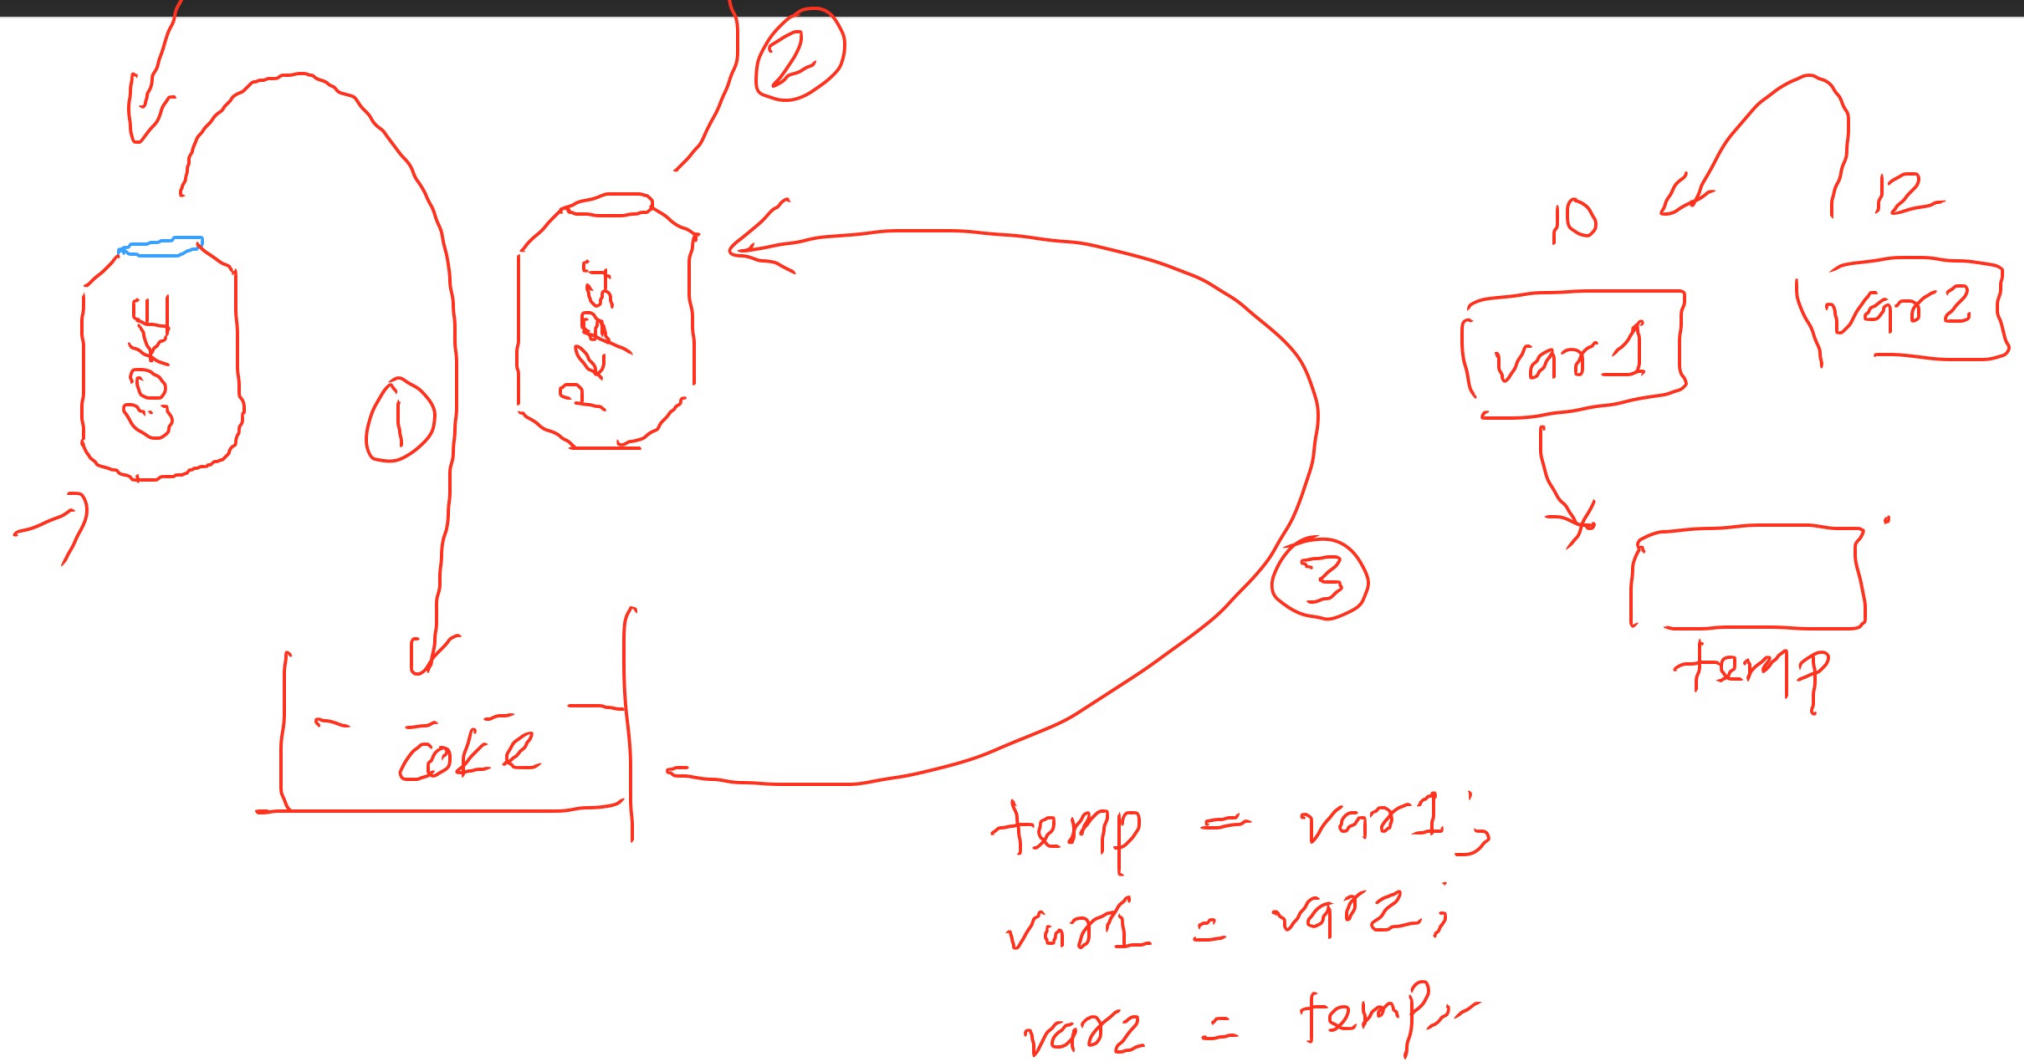 2
COKE
Pepsi
1
10
12
var1
var2
3
temp
coke
temp = var1;
var1 = var2;
var2 = temp;